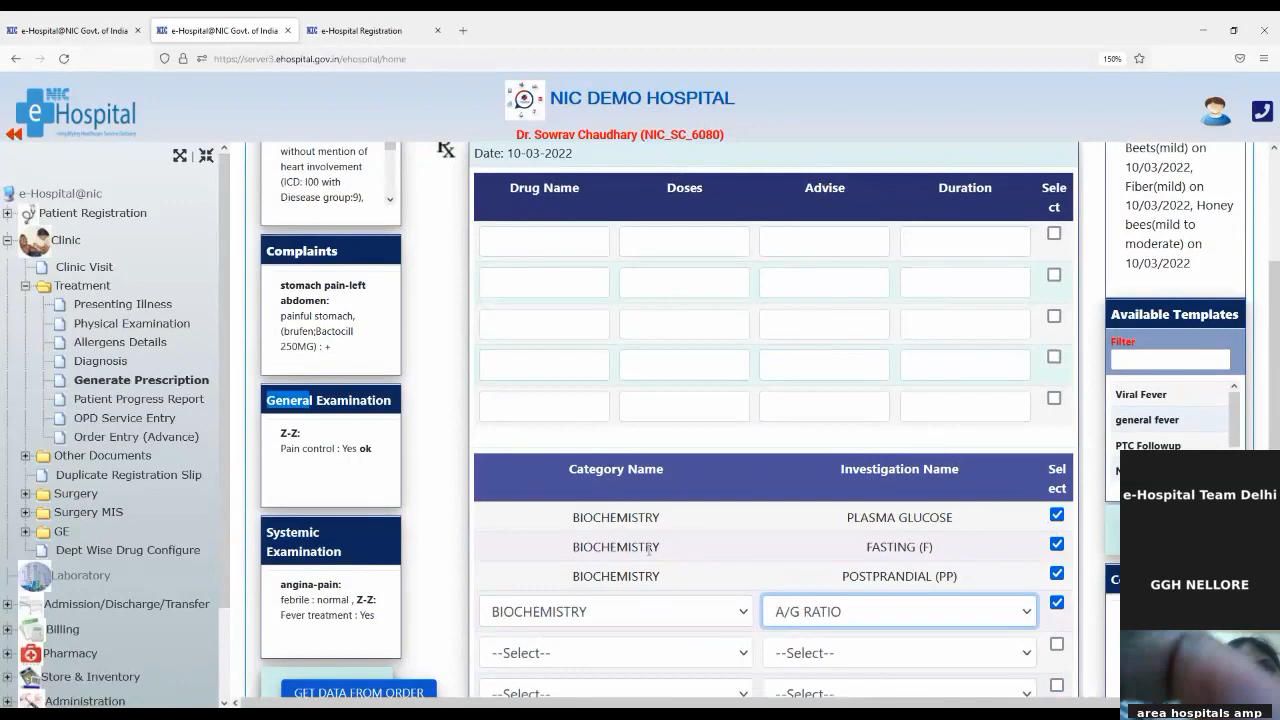 e-Hospital@NIC Govt. of India
e-Hospital@NIC Govt. of India
e-Hospital Registration
https://server3.ehospital.gov.in/ehospital/home
150%
NIC
eHospital
NIC DEMO HOSPITAL
Dr. Sowrav Chaudhary (NIC_SC_6080)
e-Hospital@nic
Patient Registration
Clinic
Clinic Visit
Treatment
Presenting Illness
Physical Examination
Allergens Details
Diagnosis
Generate Prescription
Patient Progress Report
OPD Service Entry
Order Entry (Advance)
Other Documents
Duplicate Registration Slip
Surgery
Surgery MIS
GE
Dept Wise Drug Configure
Laboratory
Admission/Discharge/Transfer
Billing
Pharmacy
Store & Inventory
Administration
without mention of
heart involvement
(ICD: I00 with
Diesease group:9),
Complaints
stomach pain-left
abdomen:
painful stomach,
(brufen;Bactocill
250MG) : +
General Examination
Z-Z:
Pain control : Yes ok
Systemic
Examination
angina-pain:
febrile : normal , Z-Z:
Fever treatment : Yes
GET DATA FROM ORDER
Rx
Date: 10-03-2022
Drug Name Doses Advise Duration Sele
ct
Category Name Investigation Name Sel
ect
BIOCHEMISTRY PLASMA GLUCOSE
BIOCHEMISTRY FASTING (F)
BIOCHEMISTRY POSTPRANDIAL (PP)
BIOCHEMISTRY A/G RATIO
--Select-- --Select--
--Select-- --Select--
Beets(mild) on
10/03/2022,
Fiber(mild) on
10/03/2022, Honey
bees(mild to
moderate) on
10/03/2022
Available Templates
Filter
Viral Fever
general fever
PTC Followup
e-Hospital Team Delhi
GGH NELLORE
area hospitals amp